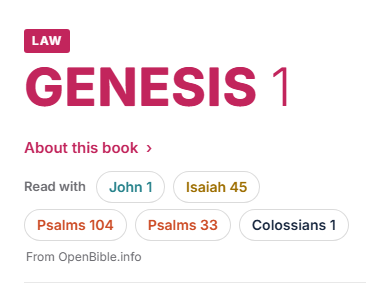 LAW
GENESIS 1
About this book ›
Read with John 1 Isaiah 45
Psalms 104 Psalms 33 Colossians 1
From OpenBible.info